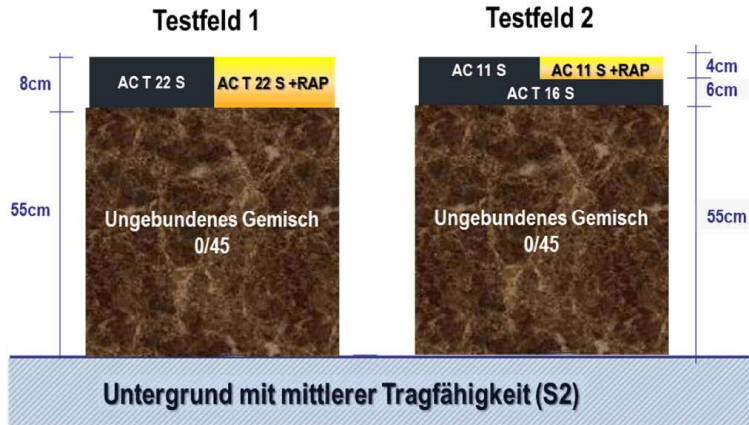 Testfeld 1
Testfeld 2
8cm
AC T 22 S
AC T 22 S +RAP
AC 11 S
AC 11 S +RAP
4cm
AC T 16 S
6cm
55cm
Ungebundenes Gemisch
0/45
Ungebundenes Gemisch
0/45
55cm
Untergrund mit mittlerer Tragfähigkeit (S2)